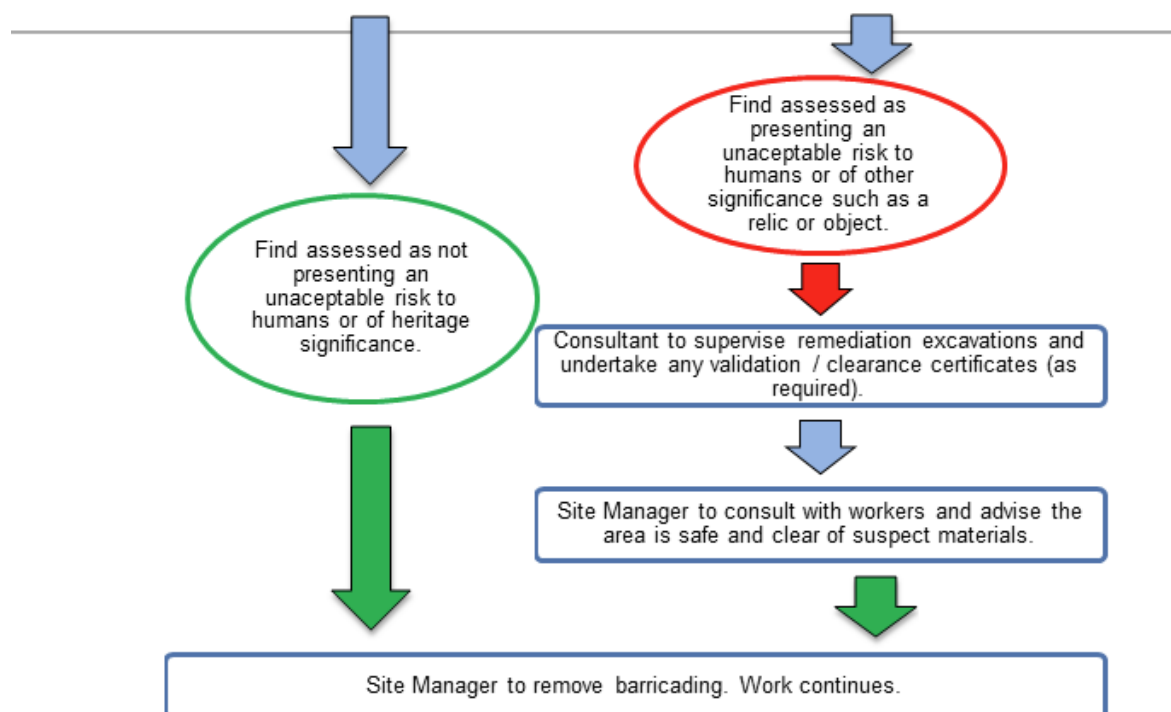 Find assessed as
presenting an
unacceptable risk to
humans or of other
significance such as a
relic or object.
Find assessed as not
presenting an
unacceptable risk to
humans or of heritage
significance.
Consultant to supervise remediation excavations and
undertake any validation / clearance certificates (as
required).
Site Manager to consult with workers and advise the
area is safe and clear of suspect materials.
Site Manager to remove barricading. Work continues.